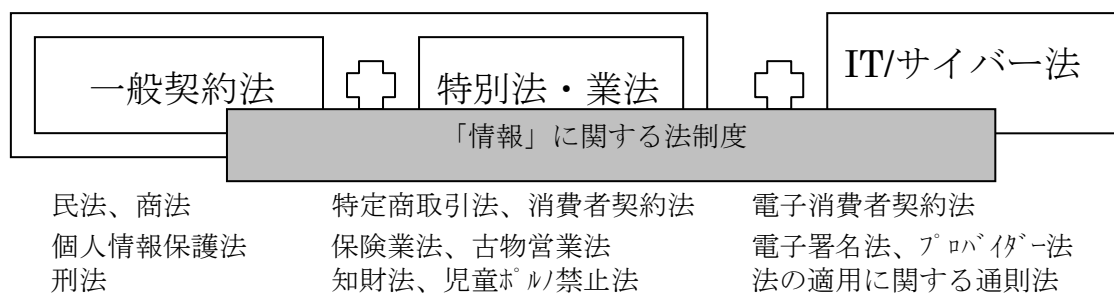 一般契約法
特別法・業法
IT/サイバー法
「情報」に関する法制度
民法、商法 特定商取引法、消費者契約法 電子消費者契約法
個人情報保護法 保険業法、古物営業法 電子署名法、ﾌﾟﾛﾊﾞｲﾀﾞｰ法
刑法 知財法、児童ﾎﾟﾙﾉ禁止法 法の適用に関する通則法